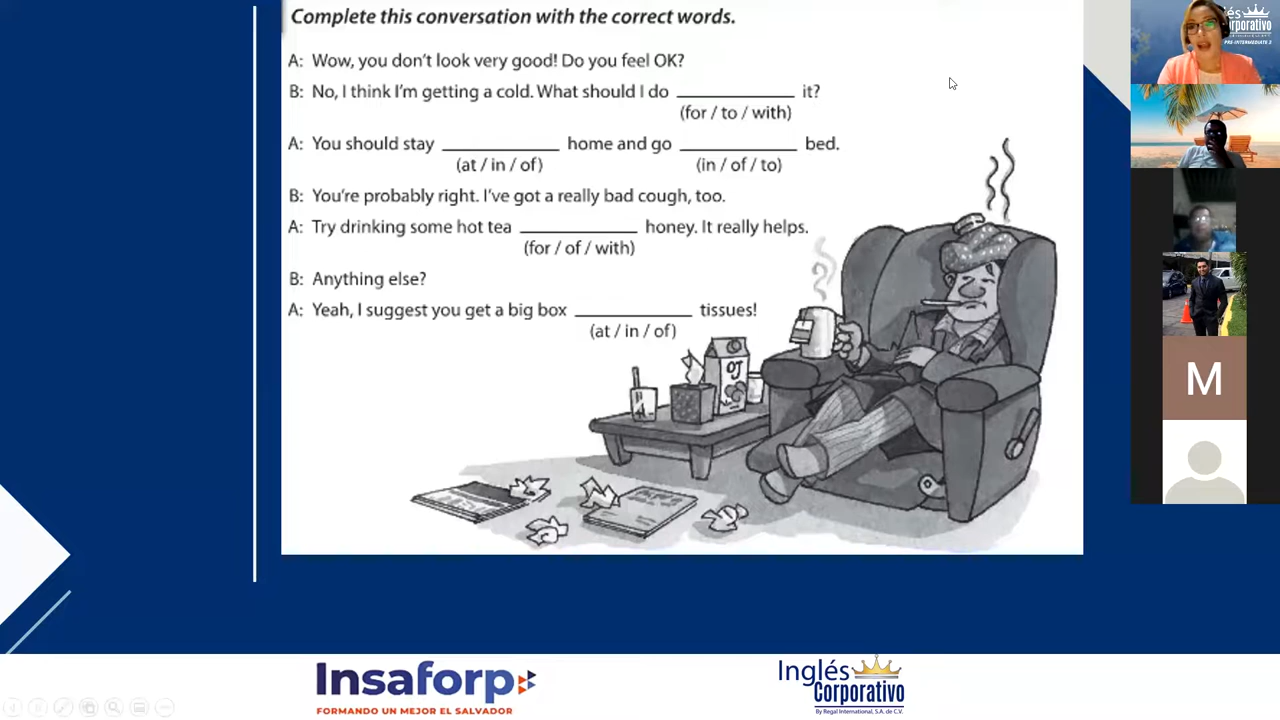 Complete this conversation with the correct words.
A: Wow, you don't look very good! Do you feel OK?
B: No, I think I'm getting a cold. What should I do ____________ it?
(for / to / with)
A: You should stay ____________ home and go ____________ bed.
(at / in / of) (in / of / to)
B: You're probably right. I've got a really bad cough, too.
A: Try drinking some hot tea ____________ honey. It really helps.
(for / of / with)
B: Anything else?
A: Yeah, I suggest you get a big box ____________ tissues!
(at / in / of)
OJ
M
Insaforp
FORMANDO UN MEJOR EL SALVADOR
Inglés
Corporativo
By Regal International, S.A. de C.V.
PRE-INTERMEDIATE 2